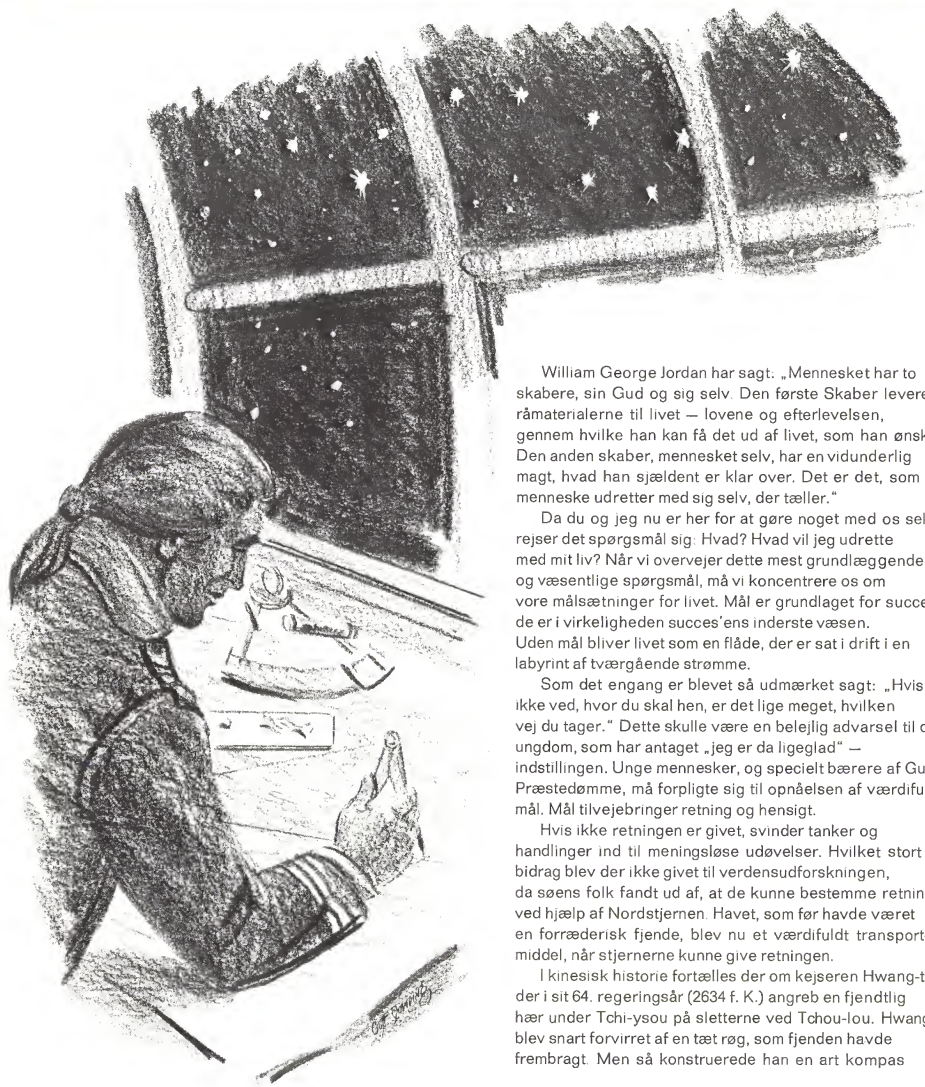 William George Jordan har sagt: „Mennesket har to
skabere, sin Gud og sig selv. Den første Skaber
råmaterialerne til livet — lovene og efterlevelsen,
gennem hvilke han kan få det ud af livet, som han
Den anden skaber, mennesket selv, har en vidunderlig
magt, hvad han sjældent er klar over. Det er det, som
menneske udretter med sig selv, der tæller.“
Da du og jeg nu er her for at gøre noget med os
rejser det spørgsmål sig: Hvad? Hvad vil jeg udrette
med mit liv? Når vi overvejer dette mest grundlæggende
og væsentlige spørgsmål, må vi koncentrere os om
vore målsætninger for livet. Mål er grundlaget for
de er i virkeligheden succes'ens inderste væsen.
Uden mål bliver livet som en flåde, der er sat i drift i en
labyrint af tværgående strømme.
Som det engang er blevet så udmærket sagt: „Hvis
ikke ved, hvor du skal hen, er det lige meget, hvilken
vej du tager.“ Dette skulle være en belejlig advarsel til
ungdom, som har antaget „jeg er da ligeglad“ —
indstillingen. Unge mennesker, og specielt bærere af
Præstedømme, må forpligte sig til opnåelsen af
mål. Mål tilvejebringer retning og hensigt.
Hvis ikke retningen er givet, svinder tanker og
handlinger ind til meningsløse udøvelser. Hvilket stort
bidrag blev der ikke givet til verdensudforskningen,
da søens folk fandt ud af, at de kunne bestemme
ved hjælp af Nordstjernen. Havet, som før havde været
en forræderisk fjende, blev nu et værdifuldt transport-
middel, når stjernerne kunne give retningen.
I kinesisk historie fortælles der om kejseren
der i sit 64. regeringsår (2634 f. K.) angreb en fjendtlig
hær under Tchi-ysou på sletterne ved Tchou-lou.
blev snart forvirret af en tæt røg, som fjenden havde
frembragt. Men så konstruerede han en art kompas